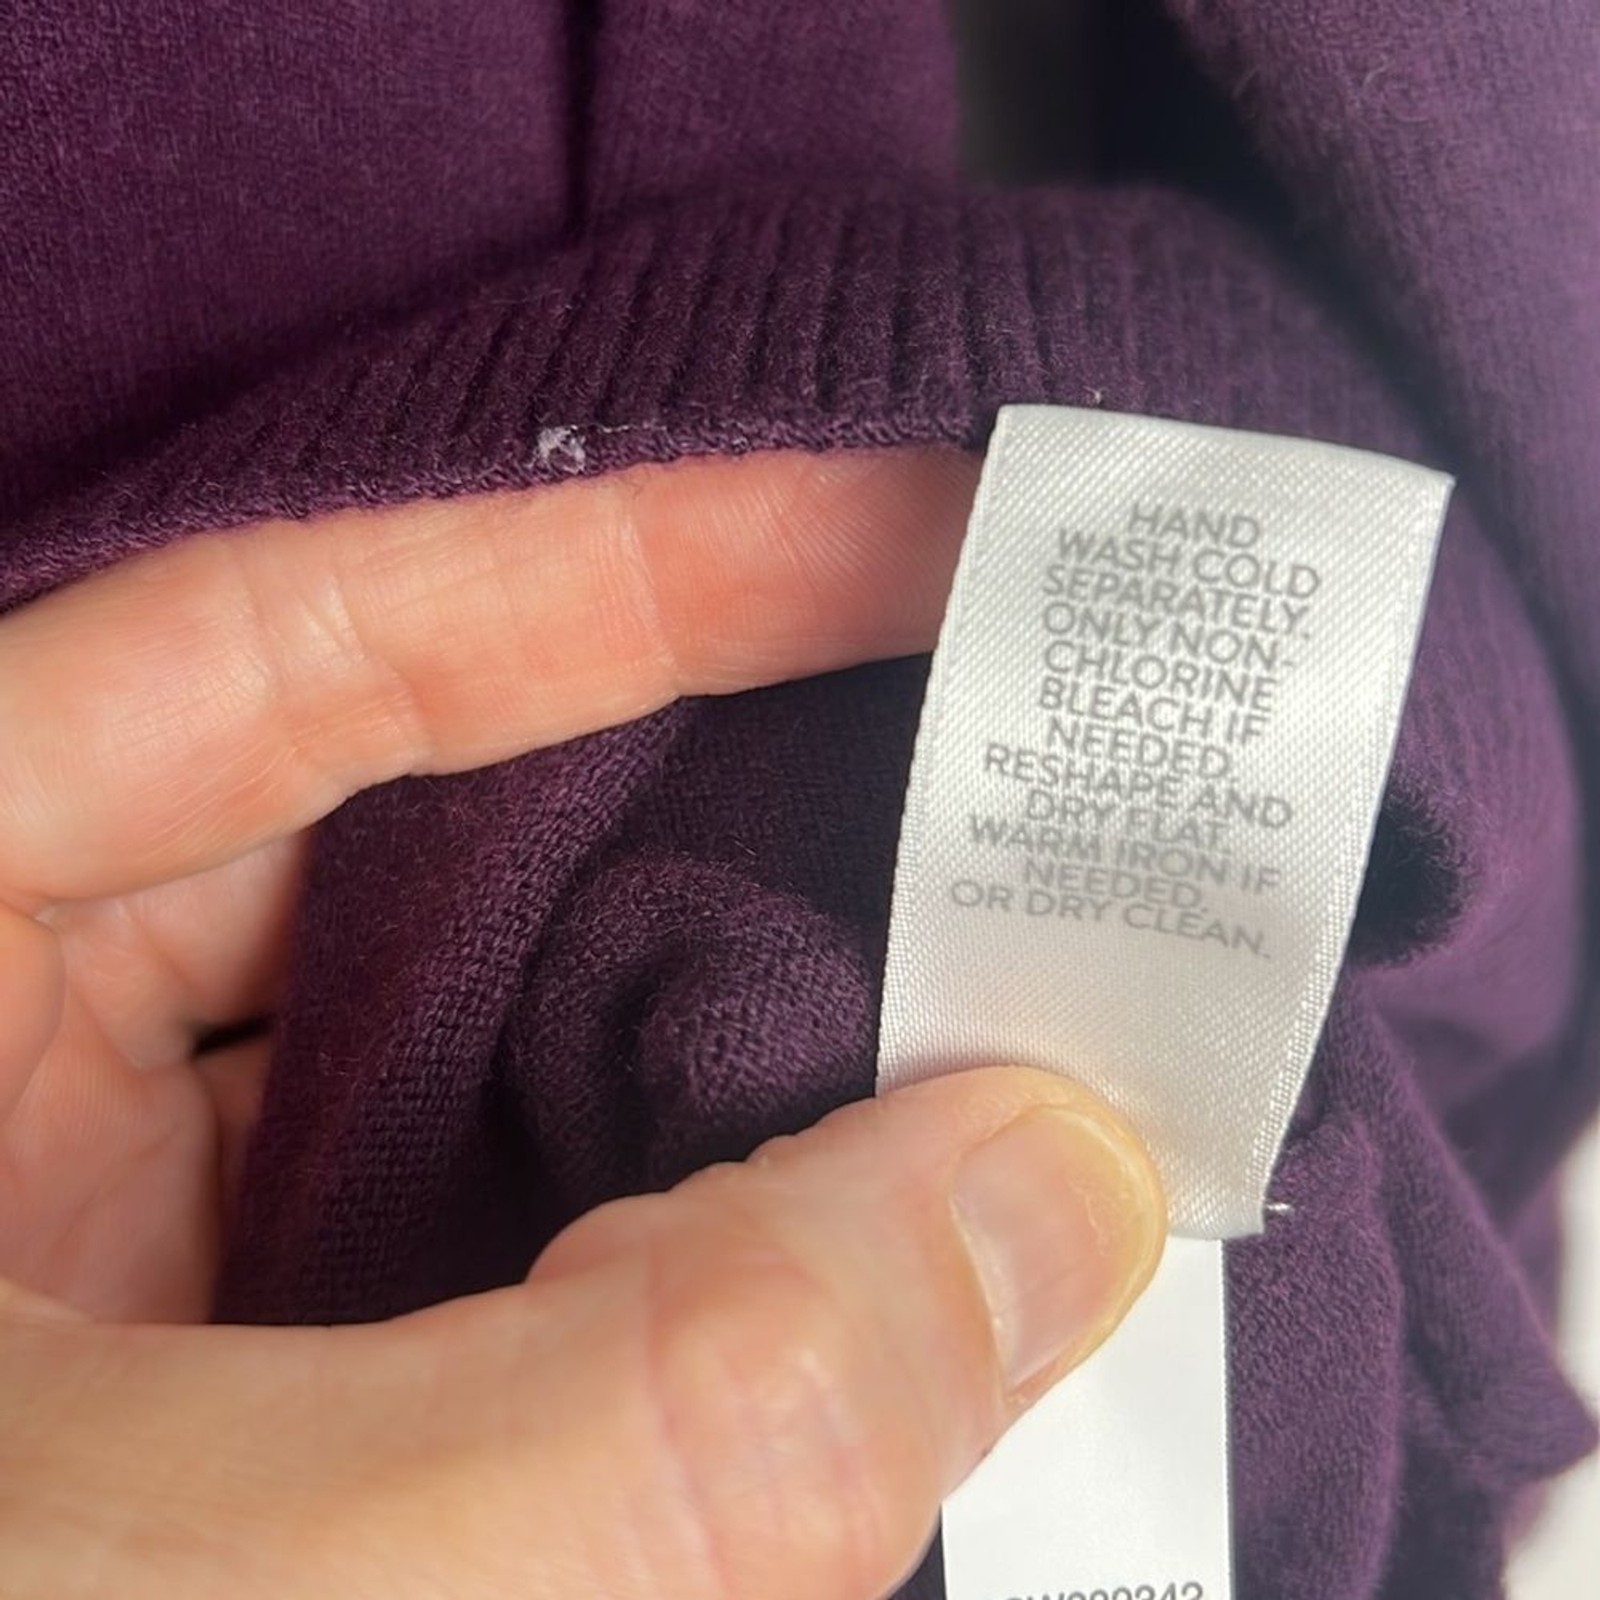 HAND
WASH COLD
SEPARATELY.
ONLY NON-
CHLORINE
BLEACH IF
NEEDED.
RESHAPE AND
DRY FLAT.
WARM IRON IF
NEEDED.
OR DRY CLEAN.